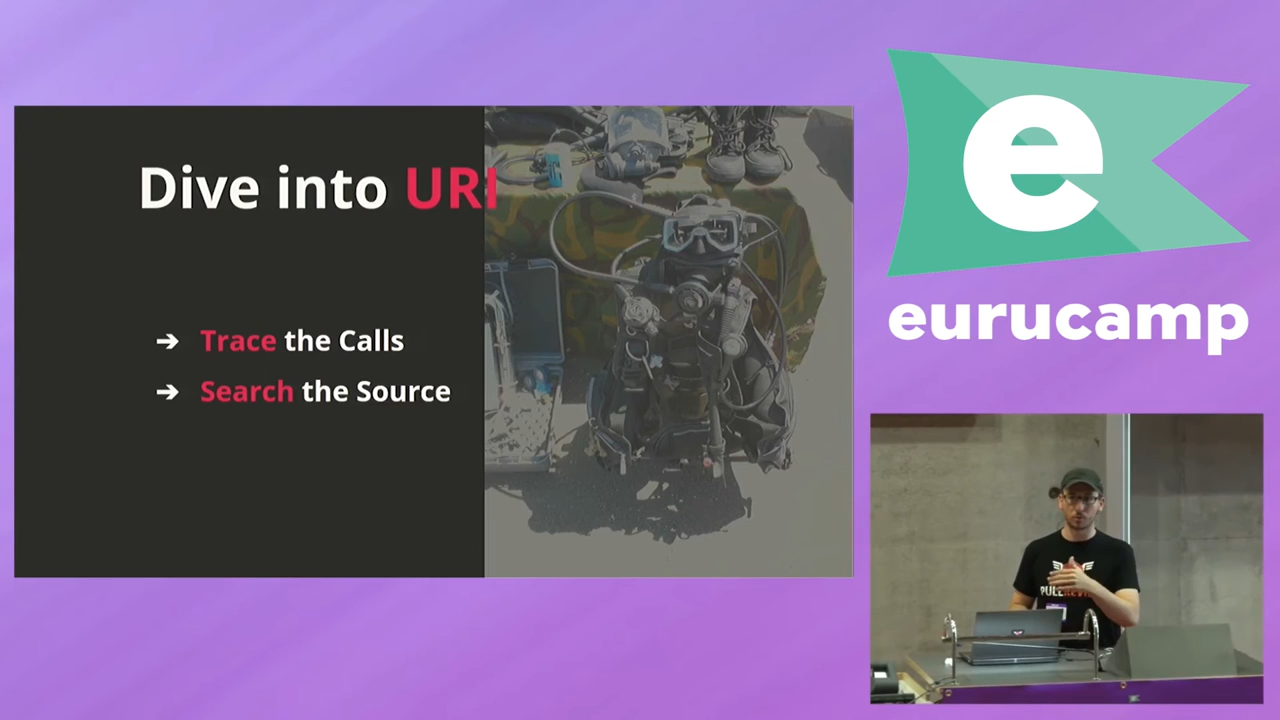 Dive into URI
➔ Trace the Calls
➔ Search the Source
e
eurucamp